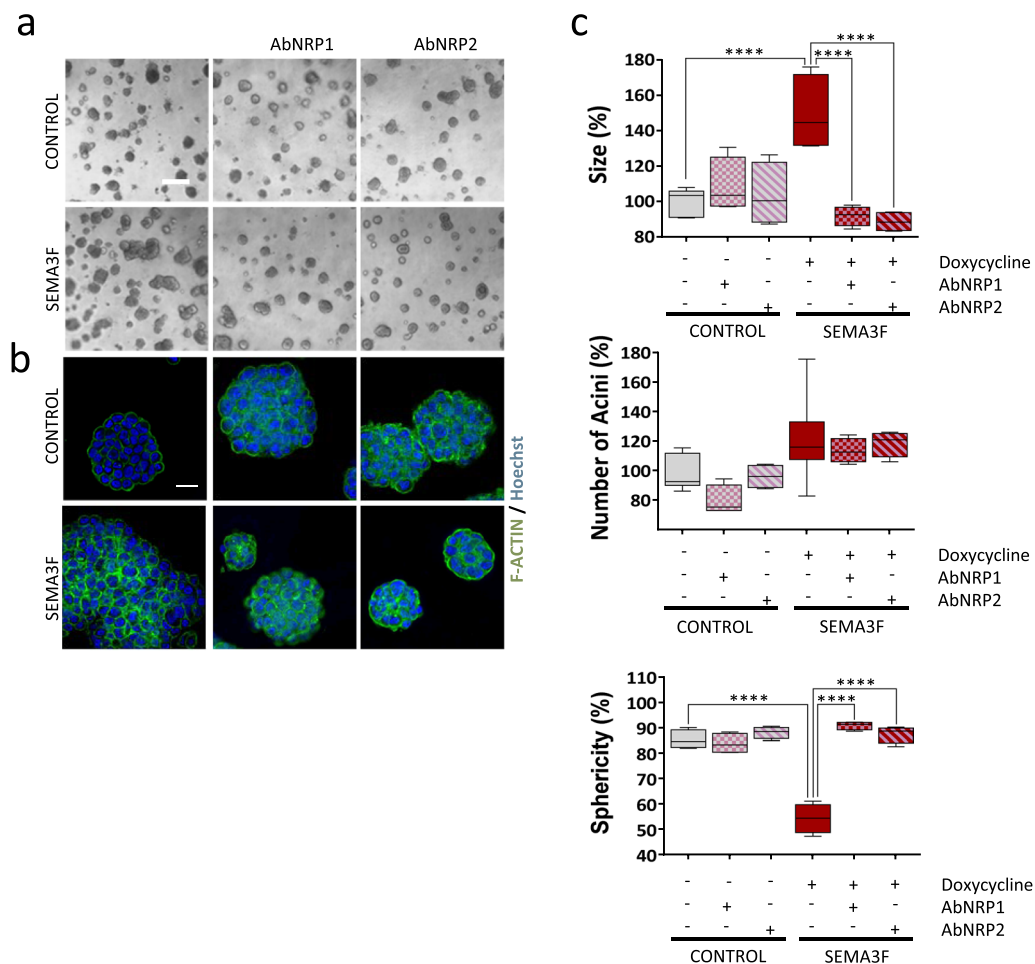 a
AbNRP1 AbNRP2
CONTROL
SEMA3F
b
CONTROL
SEMA3F
F-ACTIN / Hoechst
c
Size (%)
180
160
140
120
100
80
**** **** ****
- - - + + + Doxycycline
- + - - + - AbNRP1
- - + - - + AbNRP2
CONTROL SEMA3F
Number of Acini (%)
180
160
140
120
100
80
- - - + + + Doxycycline
- + - - + - AbNRP1
- - + - - + AbNRP2
CONTROL SEMA3F
Sphericity (%)
110
100
90
80
70
60
50
40
**** **** ****
- - - + + + Doxycycline
- + - - + - AbNRP1
- - + - - + AbNRP2
CONTROL SEMA3F